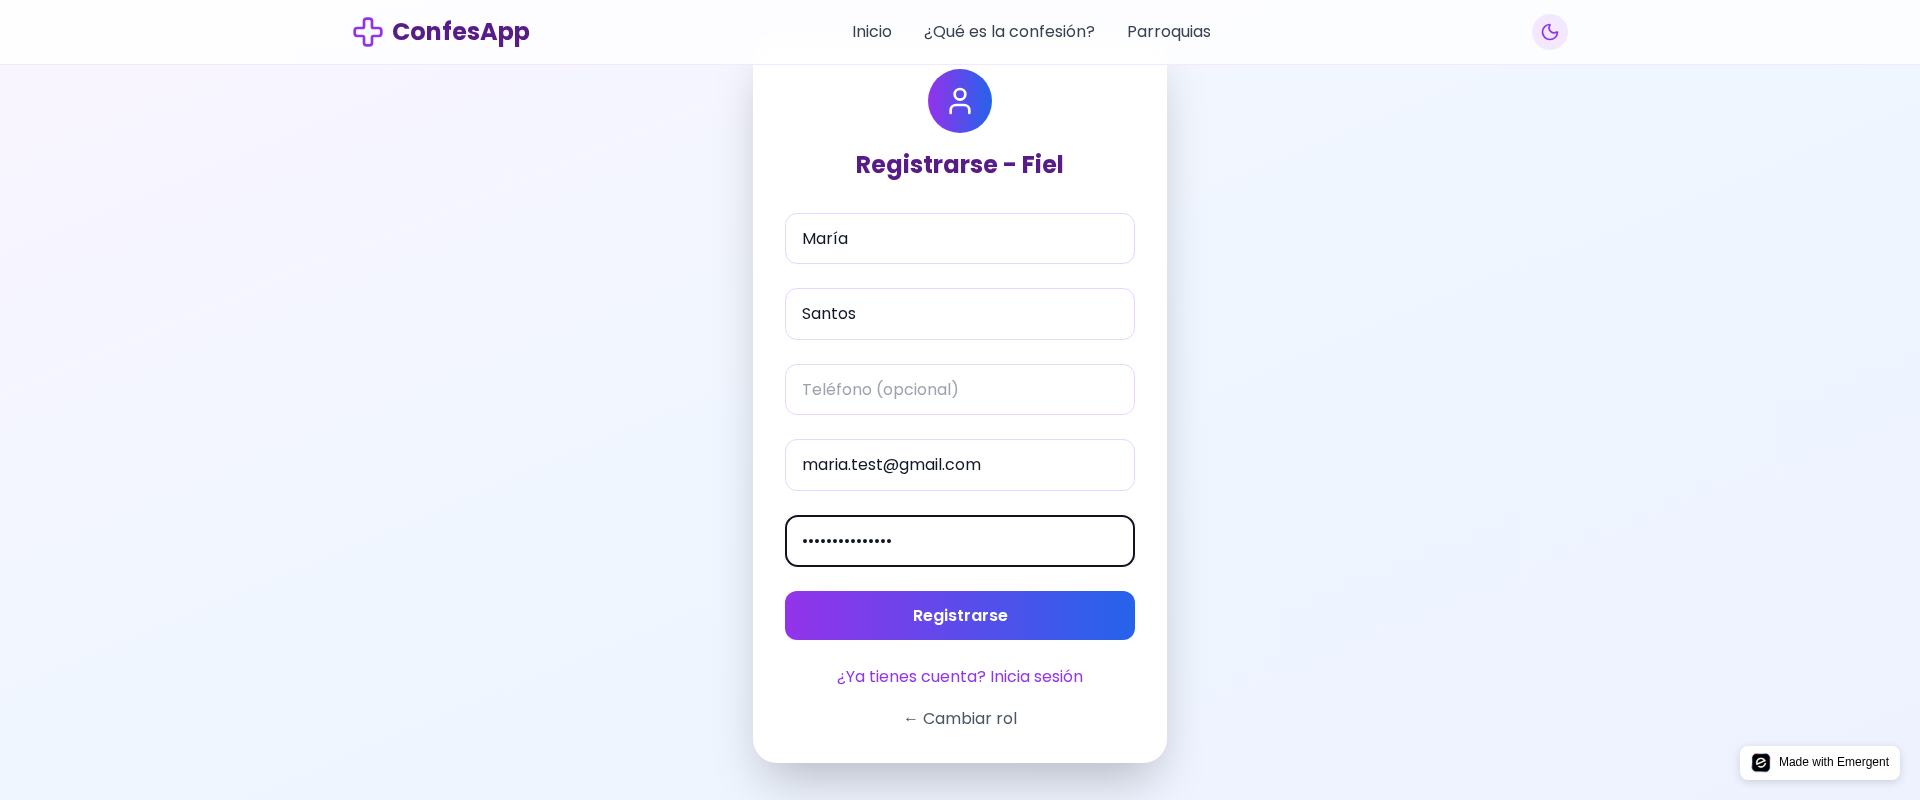 ConfesApp
Inicio
¿Qué es la confesión?
Parroquias
Registrarse - Fiel
María
Santos
Teléfono (opcional)
maria.test@gmail.com
•••••••••••••••
Registrarse
¿Ya tienes cuenta? Inicia sesión
← Cambiar rol
Made with Emergent